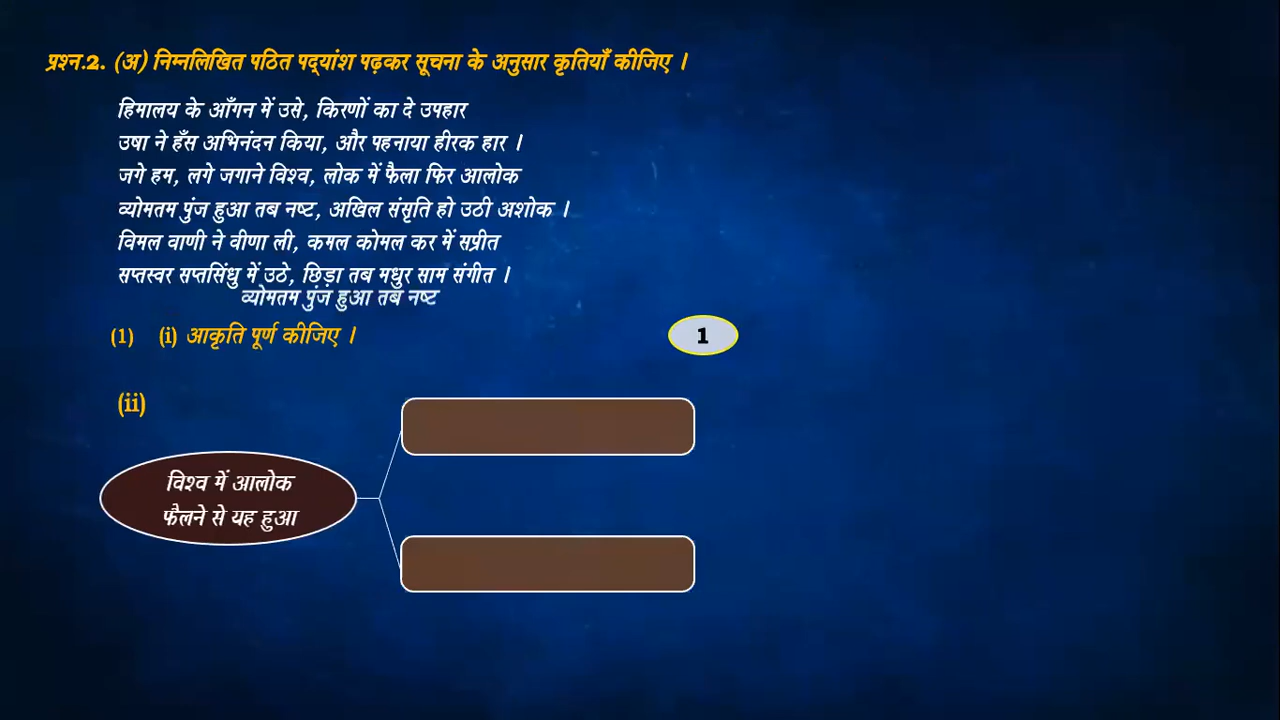 प्रश्न.2. (अ) निम्नलिखित पठित पद्यांश पढ़कर सूचना के अनुसार कृतियाँ कीजिए ।
हिमालय के आँगन में उसे, किरणों का दे उपहार
उषा ने हँस अभिनंदन किया, और पहनाया हीरक हार ।
जगे हम, लगे जगाने विश्व, लोक में फैला फिर आलोक
व्योमतम पुंज हुआ तब नष्ट, अखिल संसृति हो उठी अशोक ।
विमल वाणी ने वीणा ली, कमल कोमल कर में सप्रीत
सप्तस्वर सप्तसिंधु में उठे, छिड़ा तब मधुर साम संगीत ।
व्योमतम पुंज हुआ तब नष्ट
(1) (i) आकृति पूर्ण कीजिए ।
1
(ii)
विश्व में आलोक
फैलने से यह हुआ